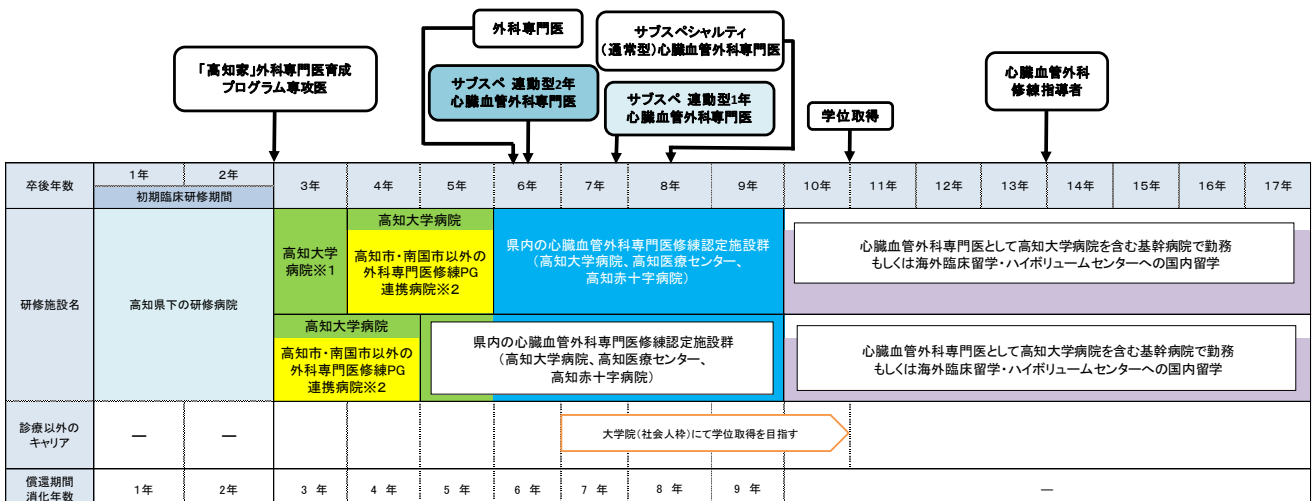 外科専門医
サブスペシャルティ
（通常型）心臓血管外科専門医
「高知家」外科専門医育成
プログラム専攻医
サブスペ 連動型2年
心臓血管外科専門医
サブスペ 連動型1年
心臓血管外科専門医
学位取得
心臓血管外科
修練指導者
卒後年数
1年
2年
初期臨床研修期間
3年
4年
5年
6年
7年
8年
9年
10年
11年
12年
13年
14年
15年
16年
17年
研修施設名
高知県下の研修病院
高知大学
病院※1
高知大学病院
高知市・南国市以外の
外科専門医修練PG
連携病院※2
県内の心臓血管外科専門医修練認定施設群
（高知大学病院、高知医療センター、
高知赤十字病院）
心臓血管外科専門医として高知大学病院を含む基幹病院で勤務
もしくは海外臨床留学・ハイボリュームセンターへの国内留学
高知大学病院
高知市・南国市以外の
外科専門医修練PG
連携病院※2
県内の心臓血管外科専門医修練認定施設群
（高知大学病院、高知医療センター、
高知赤十字病院）
心臓血管外科専門医として高知大学病院を含む基幹病院で勤務
もしくは海外臨床留学・ハイボリュームセンターへの国内留学
診療以外の
キャリア
―
―
大学院（社会人枠）にて学位取得を目指す
償還期間
消化年数
1年
2年
3 年
4 年
5 年
6 年
7 年
8 年
9 年
―